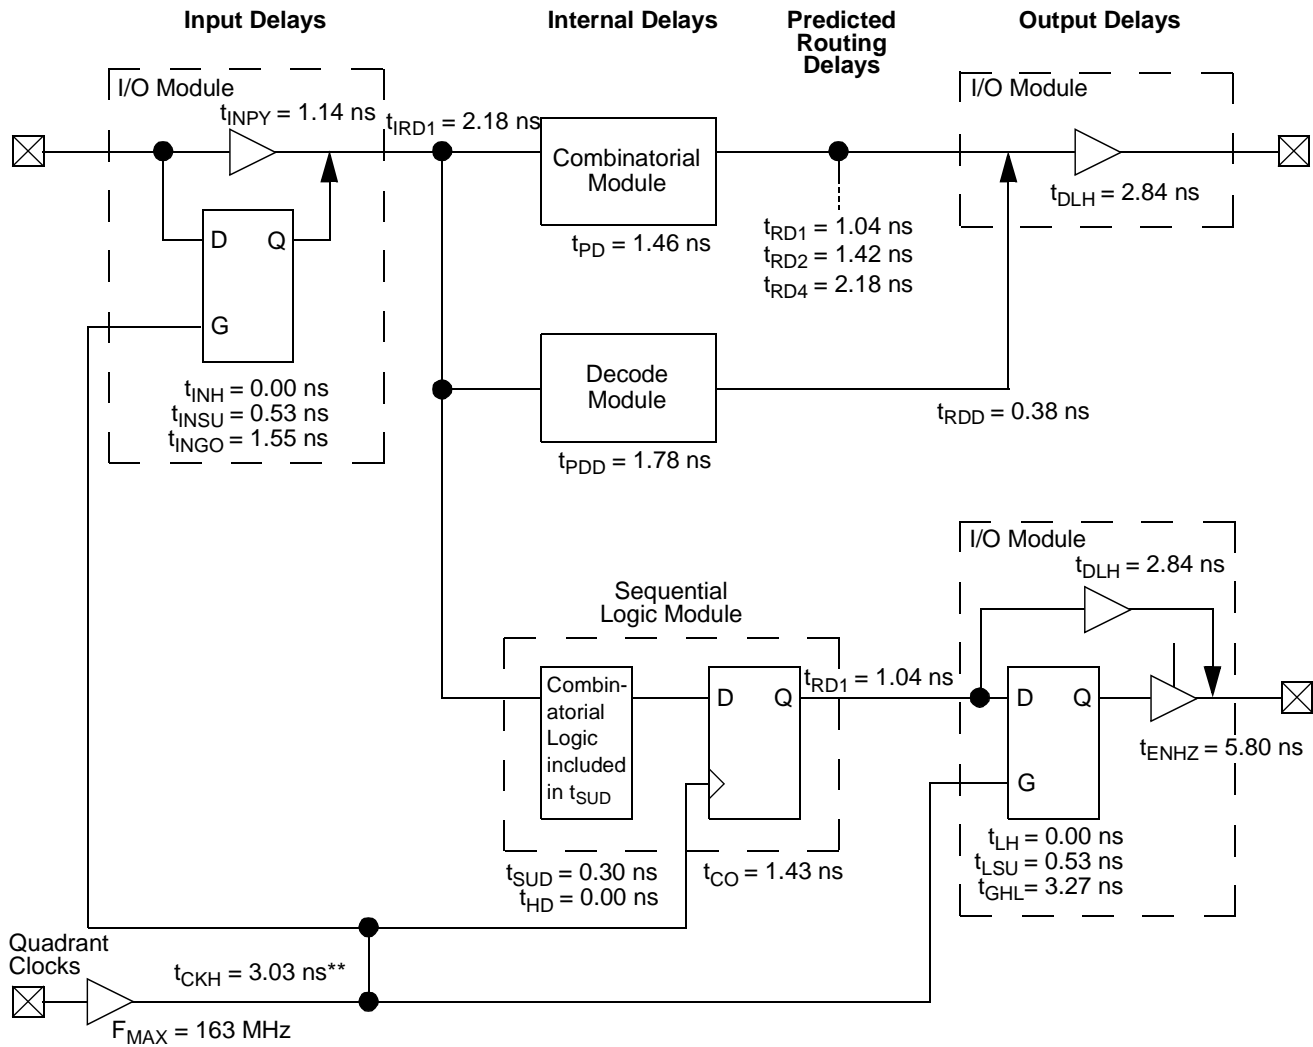 Input Delays
Internal Delays
Predicted
Routing
Delays
Output Delays
I/O Module
tINPY = 1.14 ns
tIRD1 = 2.18 ns
D Q
G
tINH = 0.00 ns
tINSU = 0.53 ns
tINGO = 1.55 ns
Combinatorial
Module
tPD = 1.46 ns
tRD1 = 1.04 ns
tRD2 = 1.42 ns
tRD4 = 2.18 ns
I/O Module
tDLH = 2.84 ns
Decode
Module
tPDD = 1.78 ns
tRDD = 0.38 ns
Sequential
Logic Module
Combin-
atorial
Logic
included
in tSUD
D Q
tSUD = 0.30 ns
tHD = 0.00 ns
tCO = 1.43 ns
tRD1 = 1.04 ns
I/O Module
tDLH = 2.84 ns
D Q
G
tENHZ = 5.80 ns
tLH = 0.00 ns
tLSU = 0.53 ns
tGHL= 3.27 ns
Quadrant
Clocks
tCKH = 3.03 ns**
FMAX = 163 MHz